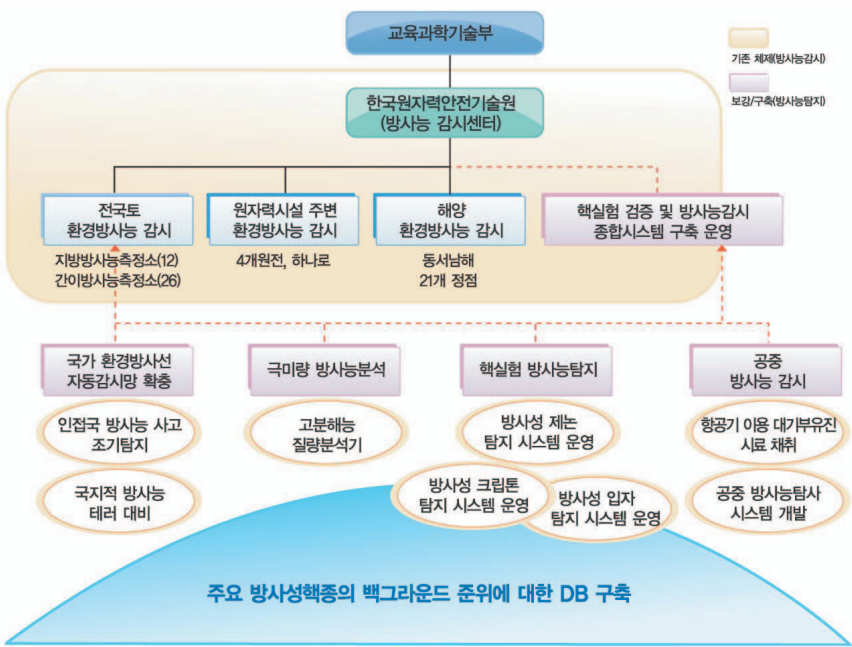 교육과학기술부
기존 체제(방사능감시)
보강/구축(방사능탐지)
한국원자력안전기술원
(방사능 감시센터)
전국토
환경방사능 감시
지방방사능측정소(12)
간이방사능측정소(26)
원자력시설 주변
환경방사능 감시
4개원전, 하나로
해양
환경방사능 감시
동서남해
21개 정점
핵실험 검증 및 방사능감시
종합시스템 구축 운영
국가 환경방사선
자동감시망 확충
극미량 방사능분석
핵실험 방사능탐지
공중
방사능 감시
인접국 방사능 사고
조기탐지
고분해능
질량분석기
방사성 제논
탐지 시스템 운영
항공기 이용 대기부유진
시료 채취
국지적 방사능
테러 대비
방사성 크립톤
탐지 시스템 운영
방사성 입자
탐지 시스템 운영
공중 방사능탐사
시스템 개발
주요 방사성핵종의 백그라운드 준위에 대한 DB 구축